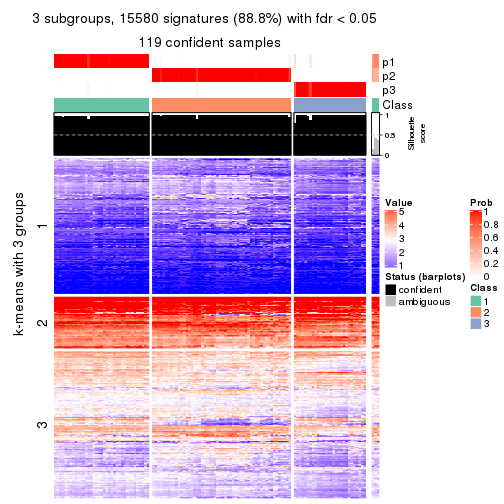 3 subgroups, 15580 signatures (88.8%) with fdr < 0.05
119 confident samples
p1
p2
p3
Class
1
0.5
0
Silhouette
score
k-means with 3 groups
1
2
3
Value
5
4
3
2
1
Status (barplots)
confident
ambiguous
Prob
1
0.8
0.6
0.4
0.2
0
Class
1
2
3